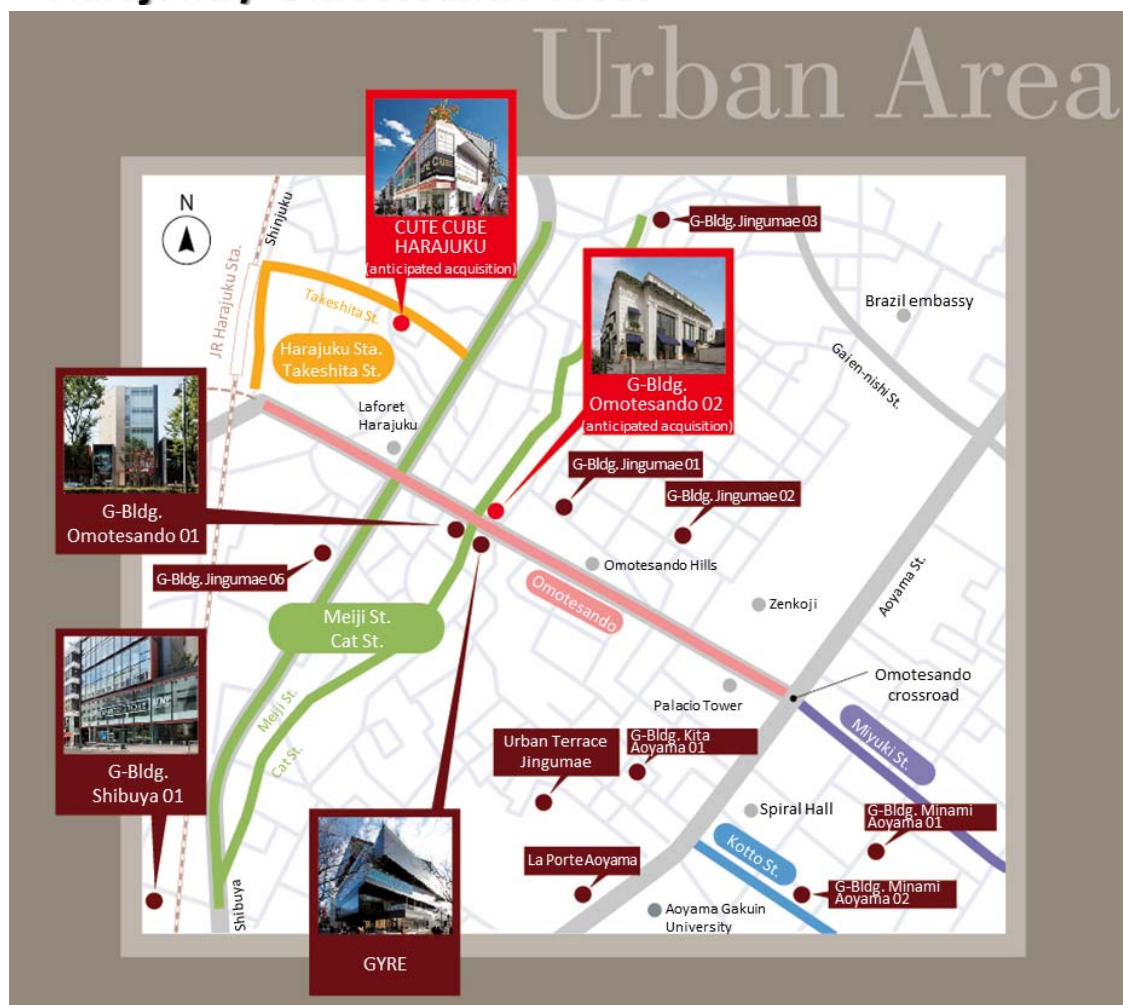 Urban Area
N
Shinjuku
JR Harajuku Sta.
CUTE CUBE
HARAJUKU
(anticipated acquisition)
Takeshita St.
Harajuku Sta.
Takeshita St.
G-Bldg. Jingumae 03
Brazil embassy
Gaien-nishi St.
G-Bldg.
Omotesando 02
(anticipated acquisition)
Laforet
Harajuku
G-Bldg. Jingumae 01
G-Bldg. Jingumae 02
G-Bldg.
Omotesando 01
G-Bldg. Jingumae 06
Omotesando Hills
Omotesando
Zenkoji
Aoyama St.
Meiji St.
Cat St.
Omotesando
crossroad
Palacio Tower
Meiji St.
Cat St.
Miyuki St.
Urban Terrace
Jingumae
G-Bldg. Kita
Aoyama 01
G-Bldg.
Shibuya 01
Spiral Hall
G-Bldg. Minami
Aoyama 01
Kotto St.
La Porte Aoyama
G-Bldg. Minami
Aoyama 02
Shibuya
Aoyama Gakuin
University
GYRE